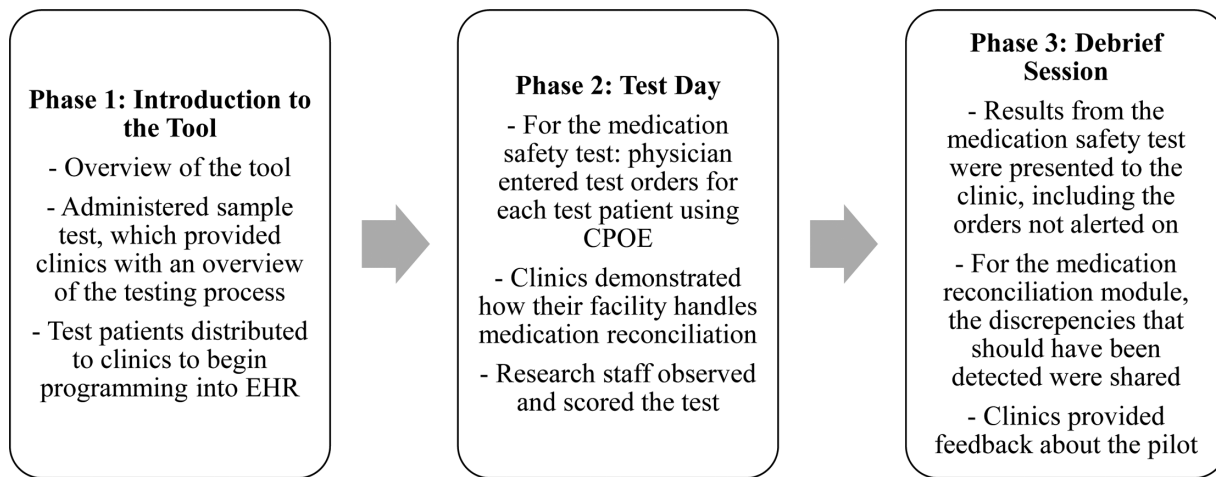 Phase 1: Introduction to
the Tool
- Overview of the tool
- Administered sample
test, which provided
clinics with an overview
of the testing process
- Test patients distributed
to clinics to begin
programming into EHR
Phase 2: Test Day
- For the medication
safety test: physician
entered test orders for
each test patient using
CPOE
- Clinics demonstrated
how their facility handles
medication reconciliation
- Research staff observed
and scored the test
Phase 3: Debrief
Session
- Results from the
medication safety test
were presented to the
clinic, including the
orders not alerted on
- For the medication
reconciliation module,
the discrepencies that
should have been
detected were shared
- Clinics provided
feedback about the pilot